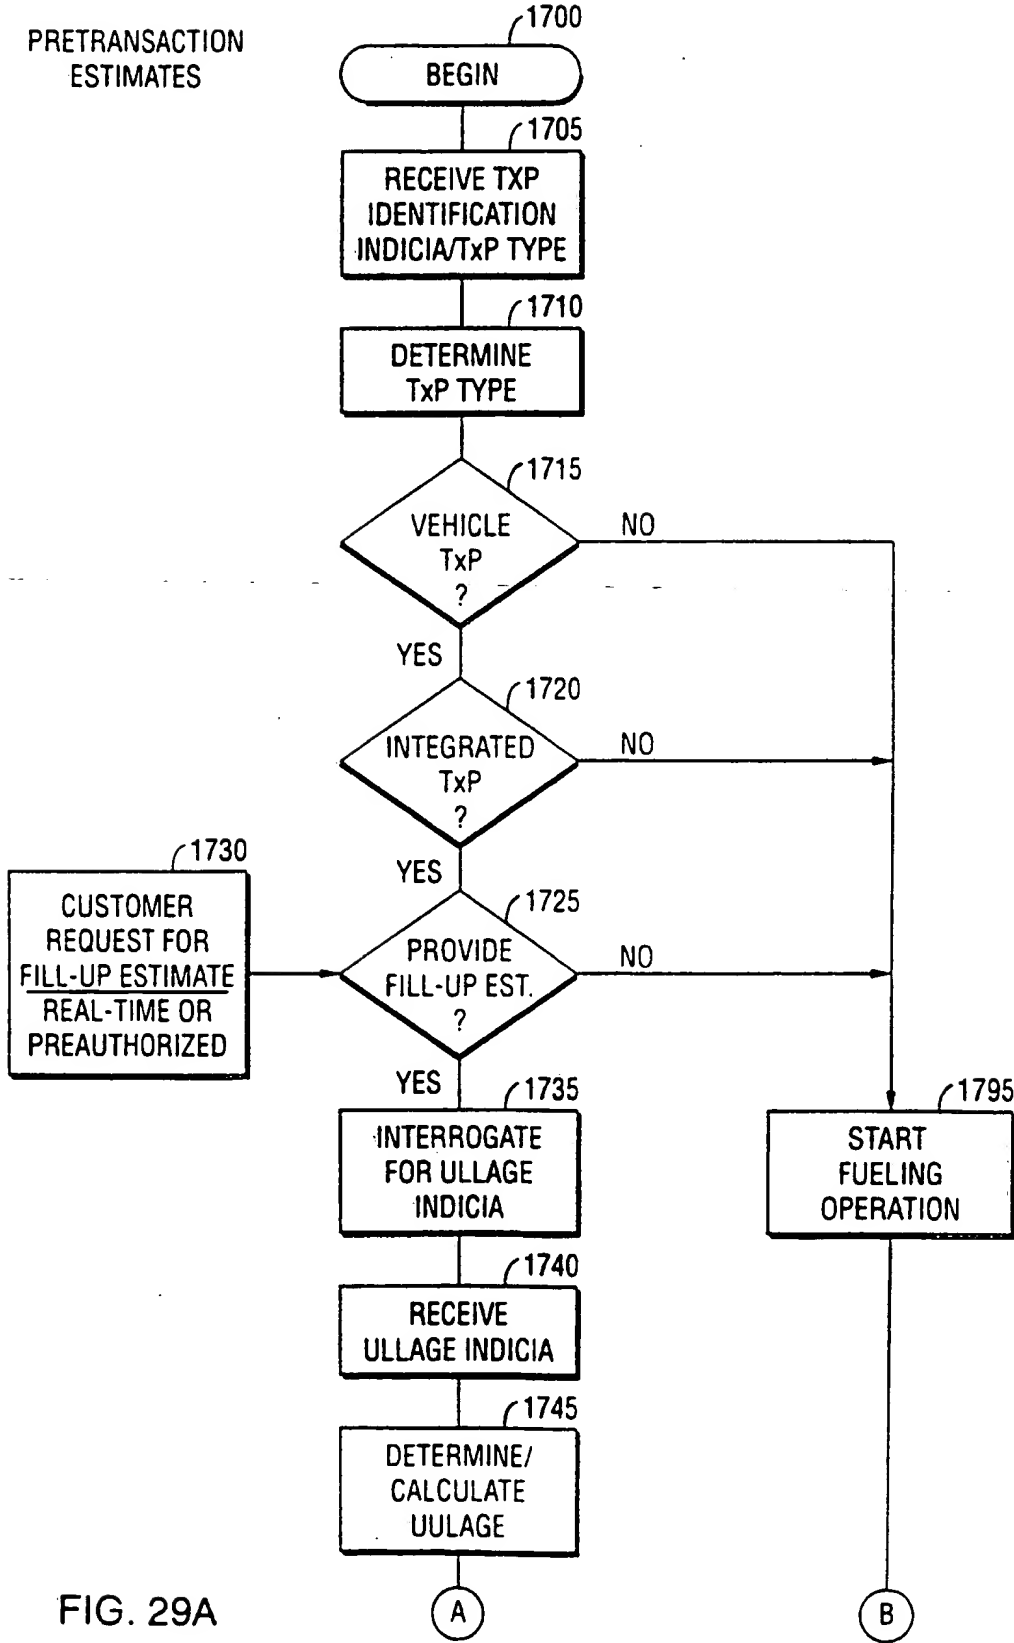 PRETRANSACTION
ESTIMATES
1700
BEGIN
1705
RECEIVE TXP
IDENTIFICATION
INDICIA/TxP TYPE
1710
DETERMINE
TxP TYPE
1715
VEHICLE
TxP
?
NO
YES
1720
INTEGRATED
TxP
?
NO
YES
1730
CUSTOMER
REQUEST FOR
FILL-UP ESTIMATE
REAL-TIME OR
PREAUTHORIZED
1725
PROVIDE
FILL-UP EST.
?
NO
YES
1735
INTERROGATE
FOR ULLAGE
INDICIA
1795
START
FUELING
OPERATION
1740
RECEIVE
ULLAGE INDICIA
1745
DETERMINE/
CALCULATE
UULAGE
FIG. 29A
A
B